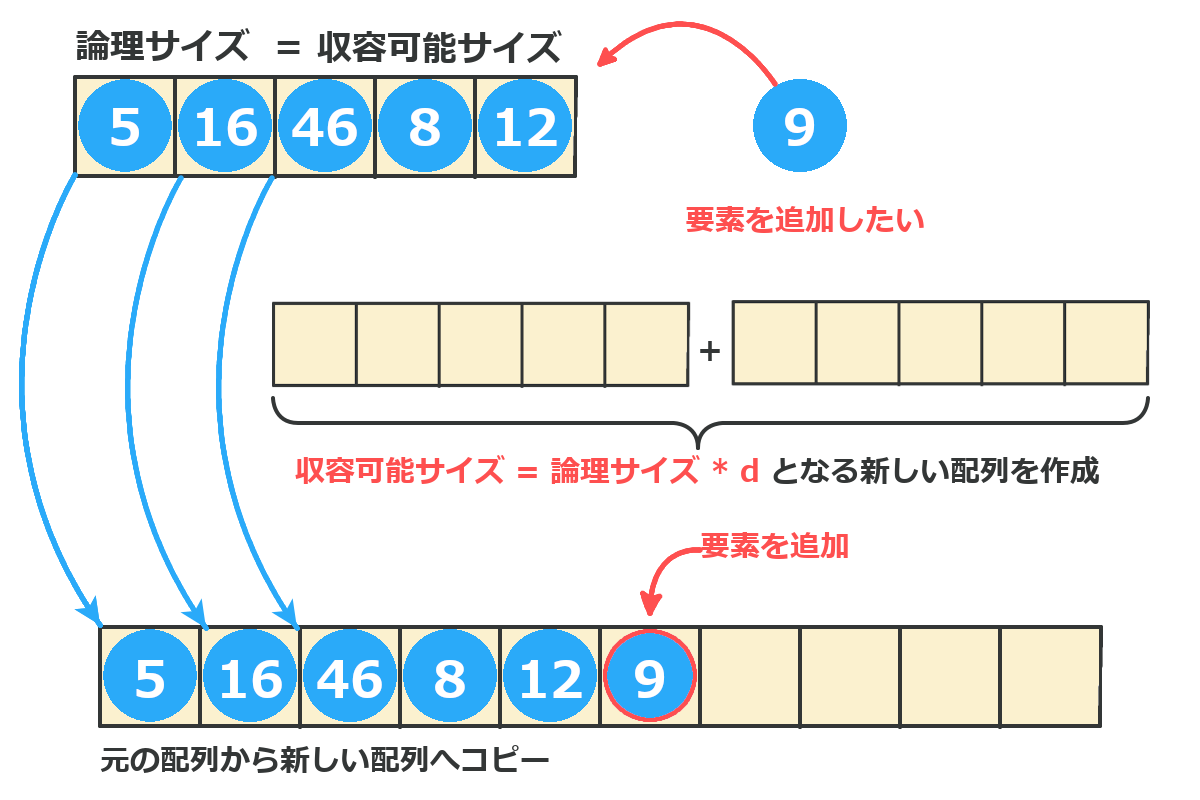 論理サイズ = 収容可能サイズ
5 16 46 8 12 9
要素を追加したい
+
収容可能サイズ = 論理サイズ * d となる新しい配列を作成
要素を追加
5 16 46 8 12 9
元の配列から新しい配列へコピー